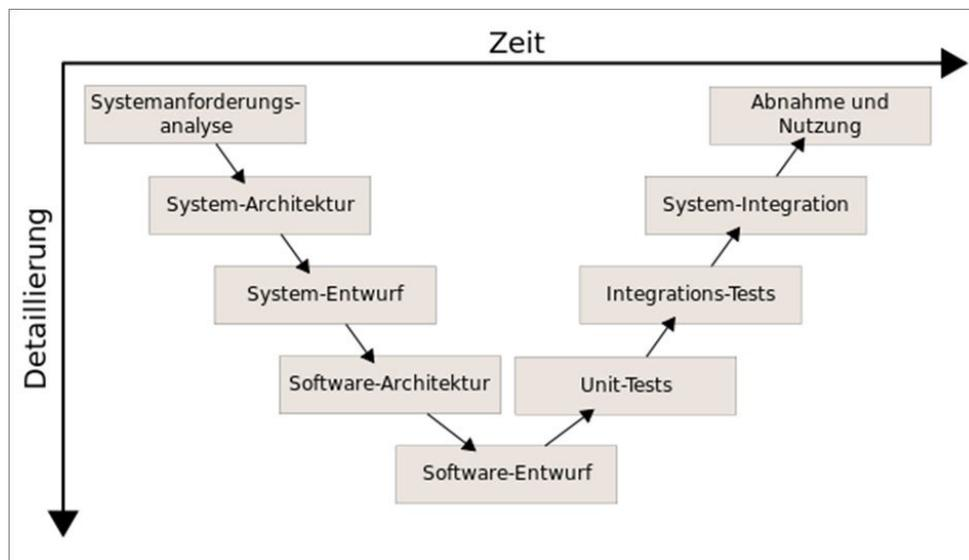 Zeit
Detaillierung
Systemanforderungs-
analyse
System-Architektur
System-Entwurf
Software-Architektur
Software-Entwurf
Unit-Tests
Integrations-Tests
System-Integration
Abnahme und
Nutzung